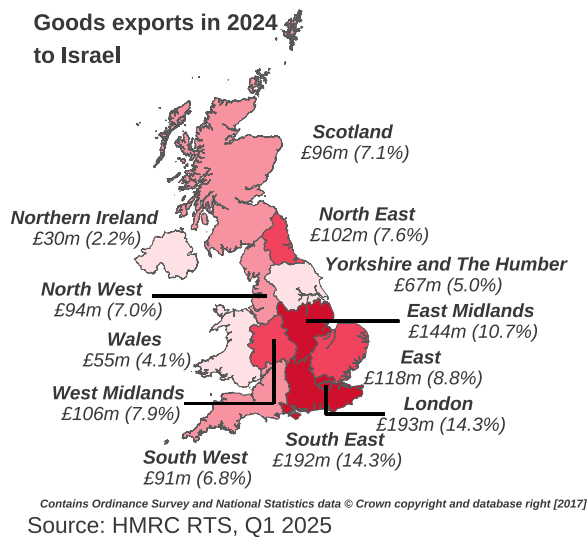 Goods exports in 2024
to Israel
Scotland
£96m (7.1%)
Northern Ireland
£30m (2.2%)
North East
£102m (7.6%)
Yorkshire and The Humber
£67m (5.0%)
North West
£94m (7.0%)
East Midlands
£144m (10.7%)
Wales
£55m (4.1%)
East
£118m (8.8%)
West Midlands
£106m (7.9%)
London
£193m (14.3%)
South East
£192m (14.3%)
South West
£91m (6.8%)
Contains Ordinance Survey and National Statistics data © Crown copyright and database right [2017]
Source: HMRC RTS, Q1 2025